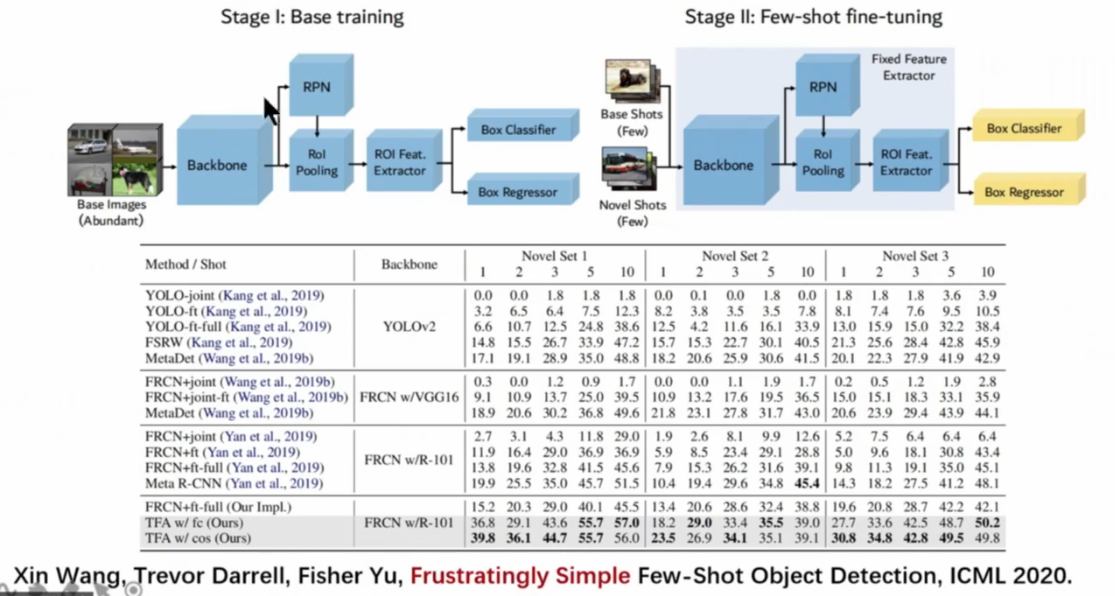 Stage I: Base training
Stage II: Few-shot fine-tuning
Base Images
(Abundant)
Backbone
RPN
RoI
Pooling
ROI Feat.
Extractor
Box Classifier
Box Regressor
Base Shots
(Few)
Novel Shots
(Few)
Backbone
RPN
Fixed Feature
Extractor
RoI
Pooling
ROI Feat.
Extractor
Box Classifier
Box Regressor
Method / Shot Backbone Novel Set 1 Novel Set 2 Novel Set 3
1 2 3 5 10 1 2 3 5 10 1 2 3 5 10
YOLO-joint (Kang et al., 2019) 0.0 0.0 1.8 1.8 1.8 0.0 0.1 0.0 1.8 0.0 1.8 1.8 1.8 3.6 3.9
YOLO-ft (Kang et al., 2019) 3.2 6.5 6.4 7.5 12.3 8.2 3.8 3.5 3.5 7.8 8.1 7.4 7.6 9.5 10.5
YOLO-ft-full (Kang et al., 2019) YOLOv2 6.6 10.7 12.5 24.8 38.6 12.5 4.2 11.6 16.1 33.9 13.0 15.9 15.0 32.2 38.4
FSRW (Kang et al., 2019) 14.8 15.5 26.7 33.9 47.2 15.7 15.3 22.7 30.1 40.5 21.3 25.6 28.4 42.8 45.9
MetaDet (Wang et al., 2019b) 17.1 19.1 28.9 35.0 48.8 18.2 20.6 25.9 30.6 41.5 20.1 22.3 27.9 41.9 42.9
FRCN+joint (Wang et al., 2019b) 0.3 0.0 1.2 0.9 1.7 0.0 0.0 1.1 1.9 1.7 0.2 0.5 1.2 1.9 2.8
FRCN+joint-ft (Wang et al., 2019b) FRCN w/VGG16 9.1 10.9 13.7 25.0 39.5 10.9 13.2 17.6 19.5 36.5 15.0 15.1 18.3 33.1 35.9
MetaDet (Wang et al., 2019b) 18.9 20.6 30.2 36.8 49.6 21.8 23.1 27.8 31.7 43.0 20.6 23.9 29.4 43.9 44.1
FRCN+joint (Yan et al., 2019) 2.7 3.1 4.3 11.8 29.0 1.9 2.6 8.1 9.9 12.6 5.2 7.5 6.4 6.4 6.4
FRCN+ft (Yan et al., 2019) FRCN w/R-101 11.9 16.4 29.0 36.9 36.9 5.9 8.5 23.4 29.1 28.8 5.0 9.6 18.1 30.8 43.4
FRCN+ft-full (Yan et al., 2019) 13.8 19.6 32.8 41.5 45.6 7.9 15.3 26.2 31.6 39.1 9.8 11.3 19.1 35.0 45.1
Meta R-CNN (Yan et al., 2019) 19.9 25.5 35.0 45.7 51.5 10.4 19.4 29.6 34.8 45.4 14.3 18.2 27.5 41.2 48.1
FRCN+ft-full (Our Impl.) 15.2 20.3 29.0 40.1 45.5 13.4 20.6 28.6 32.4 38.8 19.6 20.8 28.7 42.2 42.1
TFA w/ fc (Ours) FRCN w/R-101 36.8 29.1 43.6 55.7 57.0 18.2 29.0 33.4 35.5 39.0 27.7 33.6 42.5 48.7 50.2
TFA w/ cos (Ours) 39.8 36.1 44.7 55.7 56.0 23.5 26.9 34.1 35.1 39.1 30.8 34.8 42.8 49.5 49.8
Xin Wang, Trevor Darrell, Fisher Yu, Frustratingly Simple Few-Shot Object Detection, ICML 2020.